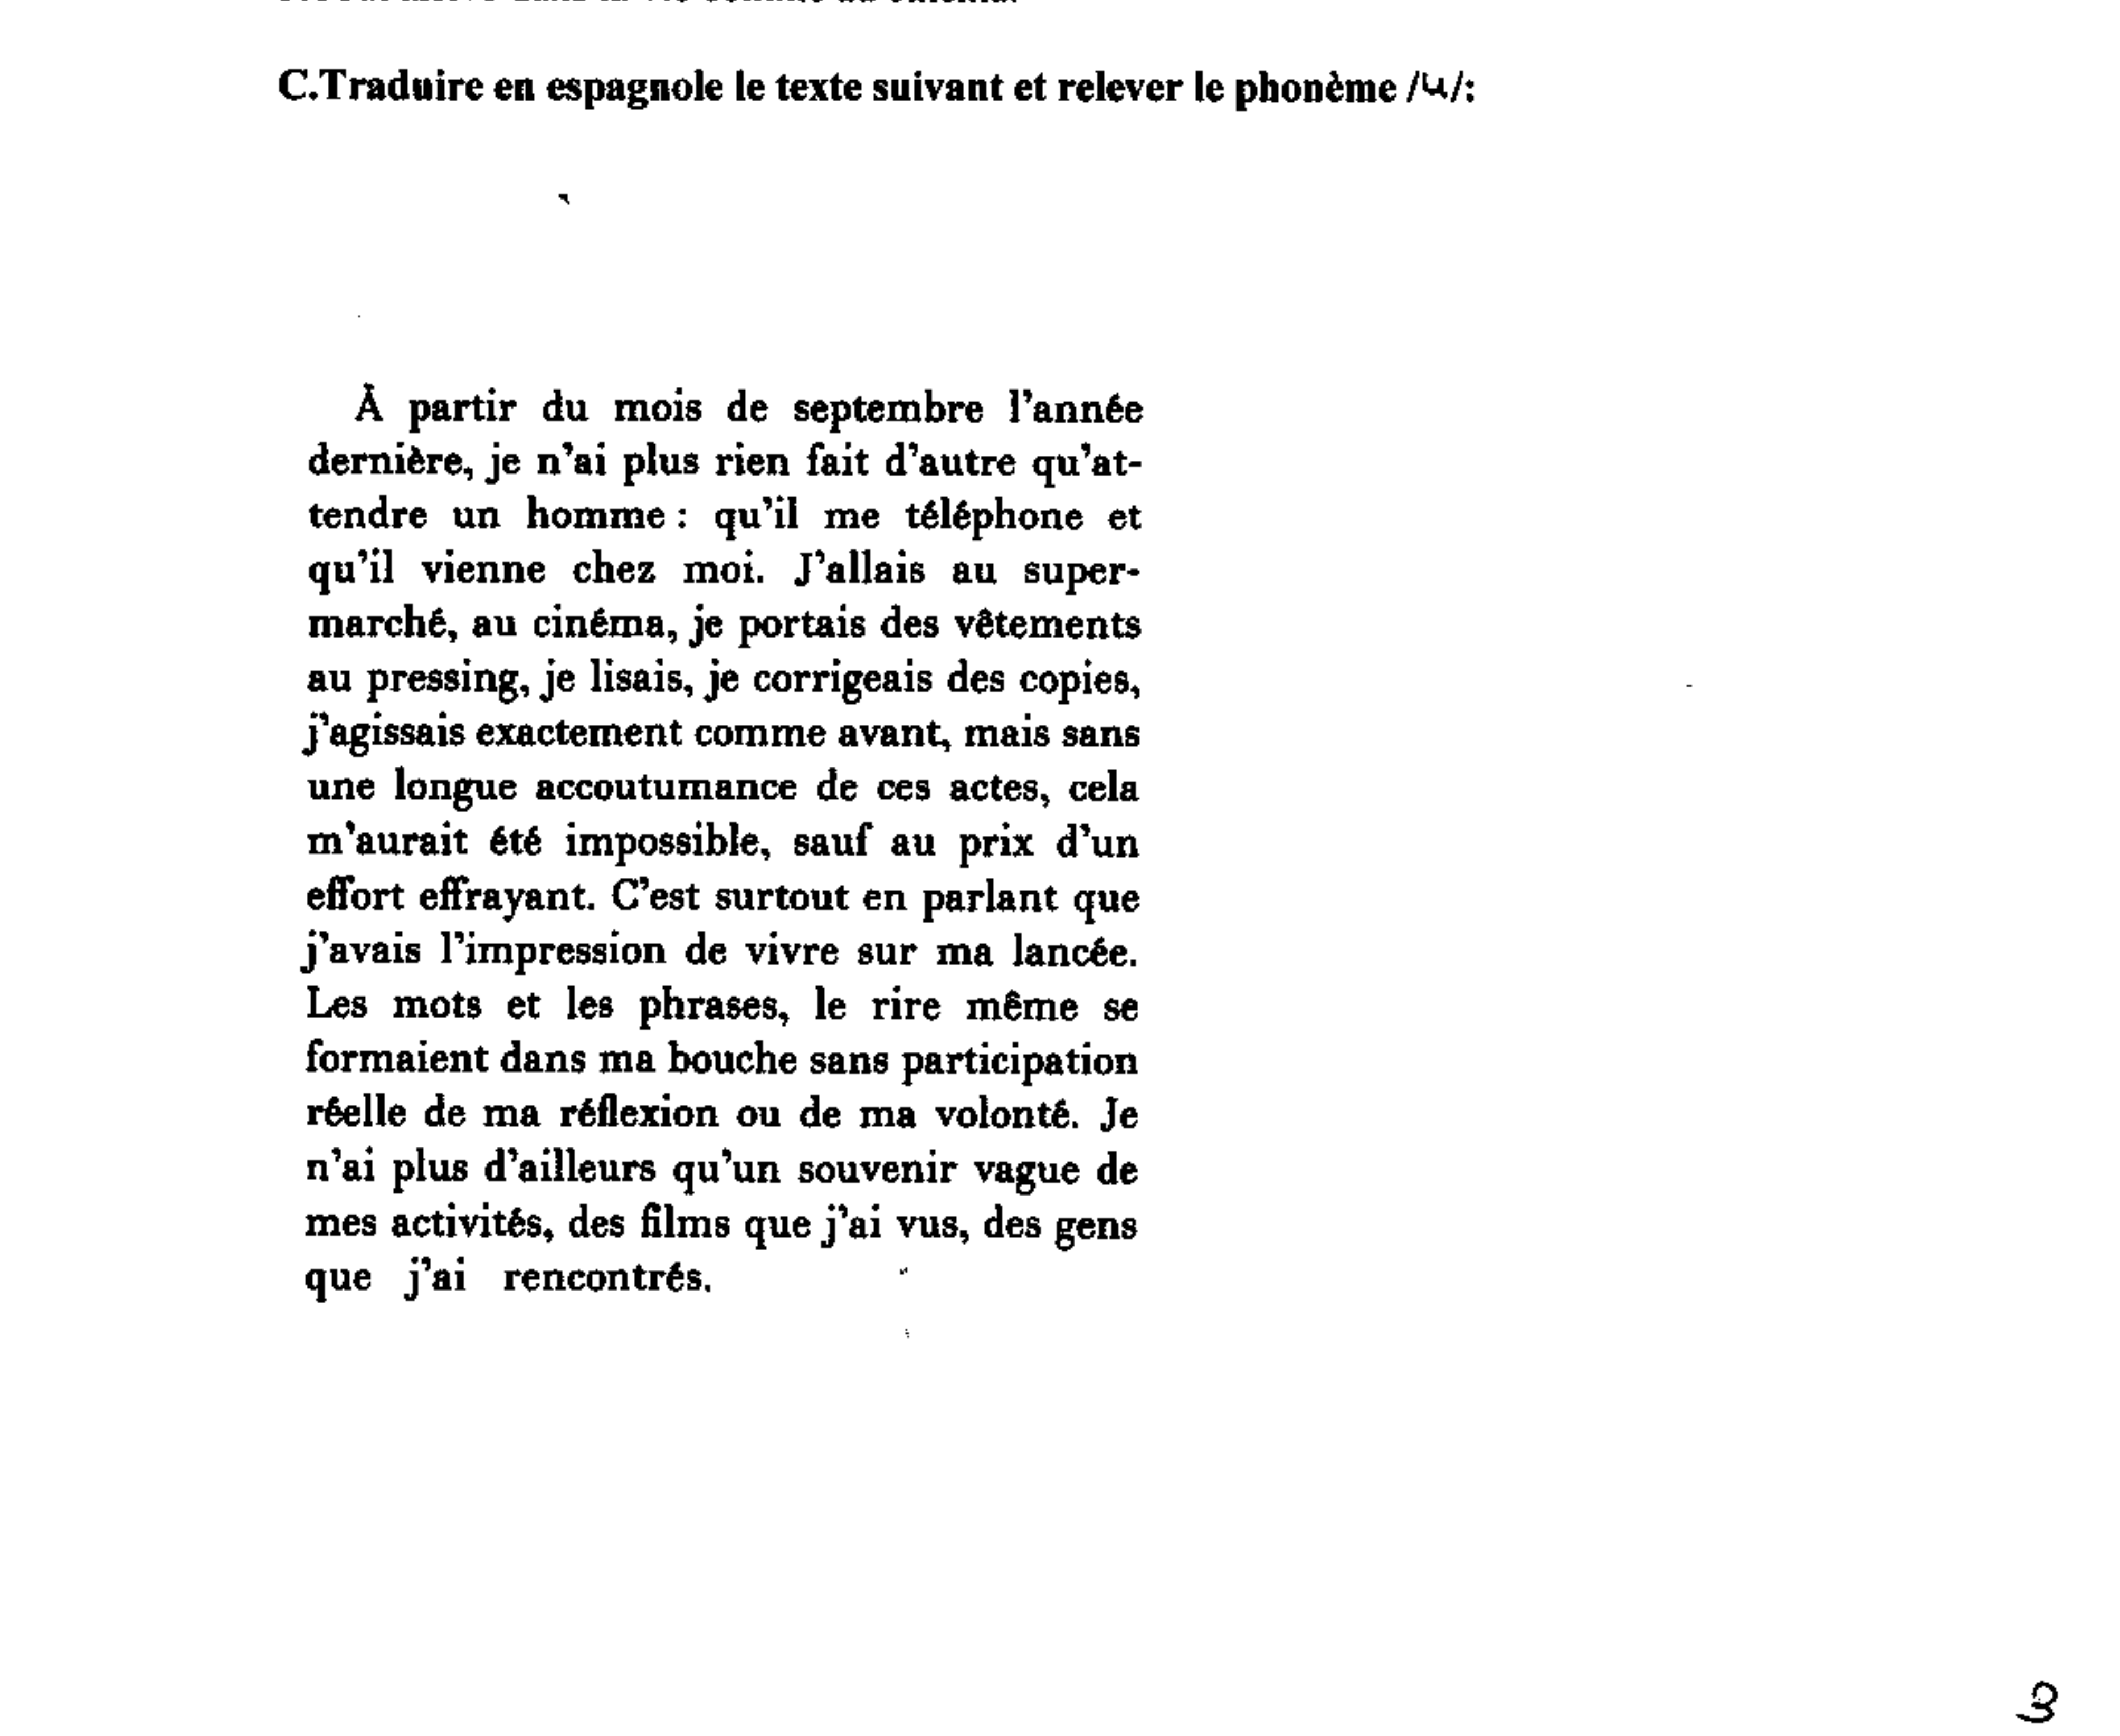 C.Traduire en espagnole le texte suivant et relever le phonème /ɥ/:
À partir du mois de septembre l'année
dernière, je n'ai plus rien fait d'autre qu'at-
tendre un homme : qu'il me téléphone et
qu'il vienne chez moi. J'allais au super-
marché, au cinéma, je portais des vêtements
au pressing, je lisais, je corrigeais des copies,
j'agissais exactement comme avant, mais sans
une longue accoutumance de ces actes, cela
m'aurait été impossible, sauf au prix d'un
effort effrayant. C'est surtout en parlant que
j'avais l'impression de vivre sur ma lancée.
Les mots et les phrases, le rire même se
formaient dans ma bouche sans participation
réelle de ma réflexion ou de ma volonté. Je
n'ai plus d'ailleurs qu'un souvenir vague de
mes activités, des films que j'ai vus, des gens
que j'ai rencontrés.
3